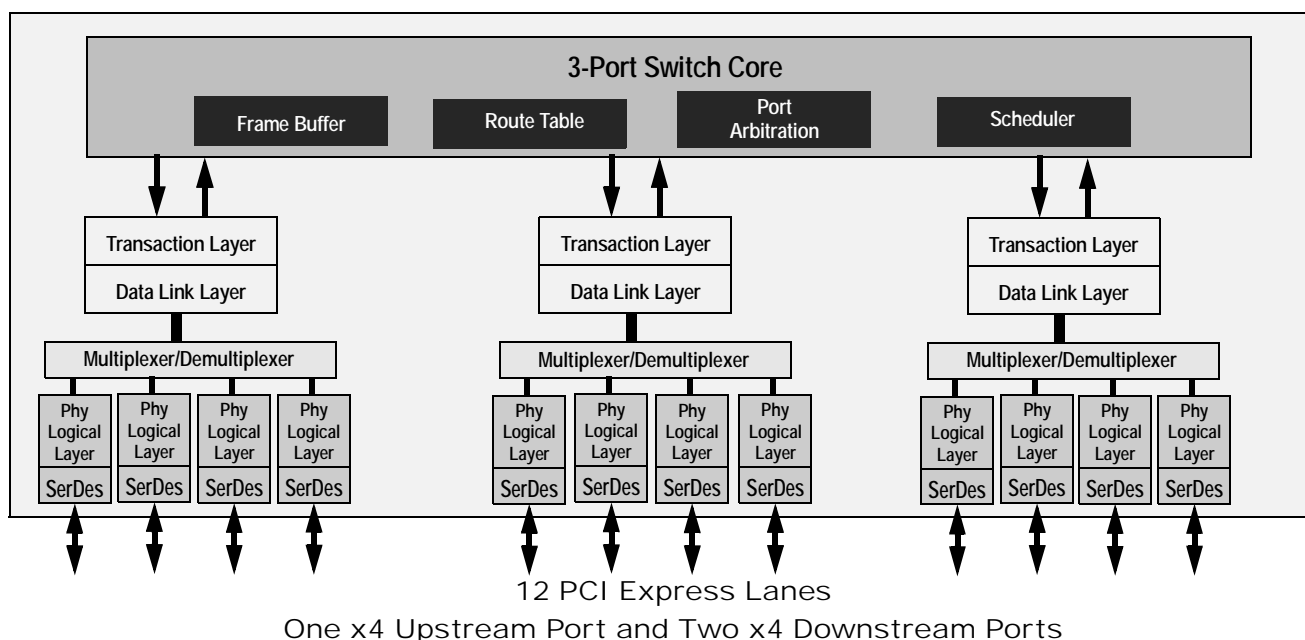 3-Port Switch Core
Frame Buffer
Route Table
Port
Arbitration
Scheduler
Transaction Layer
Data Link Layer
Transaction Layer
Data Link Layer
Transaction Layer
Data Link Layer
Multiplexer/Demultiplexer
Multiplexer/Demultiplexer
Multiplexer/Demultiplexer
Phy
Logical
Layer
SerDes
Phy
Logical
Layer
SerDes
Phy
Logical
Layer
SerDes
Phy
Logical
Layer
SerDes
Phy
Logical
Layer
SerDes
Phy
Logical
Layer
SerDes
Phy
Logical
Layer
SerDes
Phy
Logical
Layer
SerDes
Phy
Logical
Layer
SerDes
Phy
Logical
Layer
SerDes
Phy
Logical
Layer
SerDes
Phy
Logical
Layer
SerDes
12 PCI Express Lanes
One x4 Upstream Port and Two x4 Downstream Ports